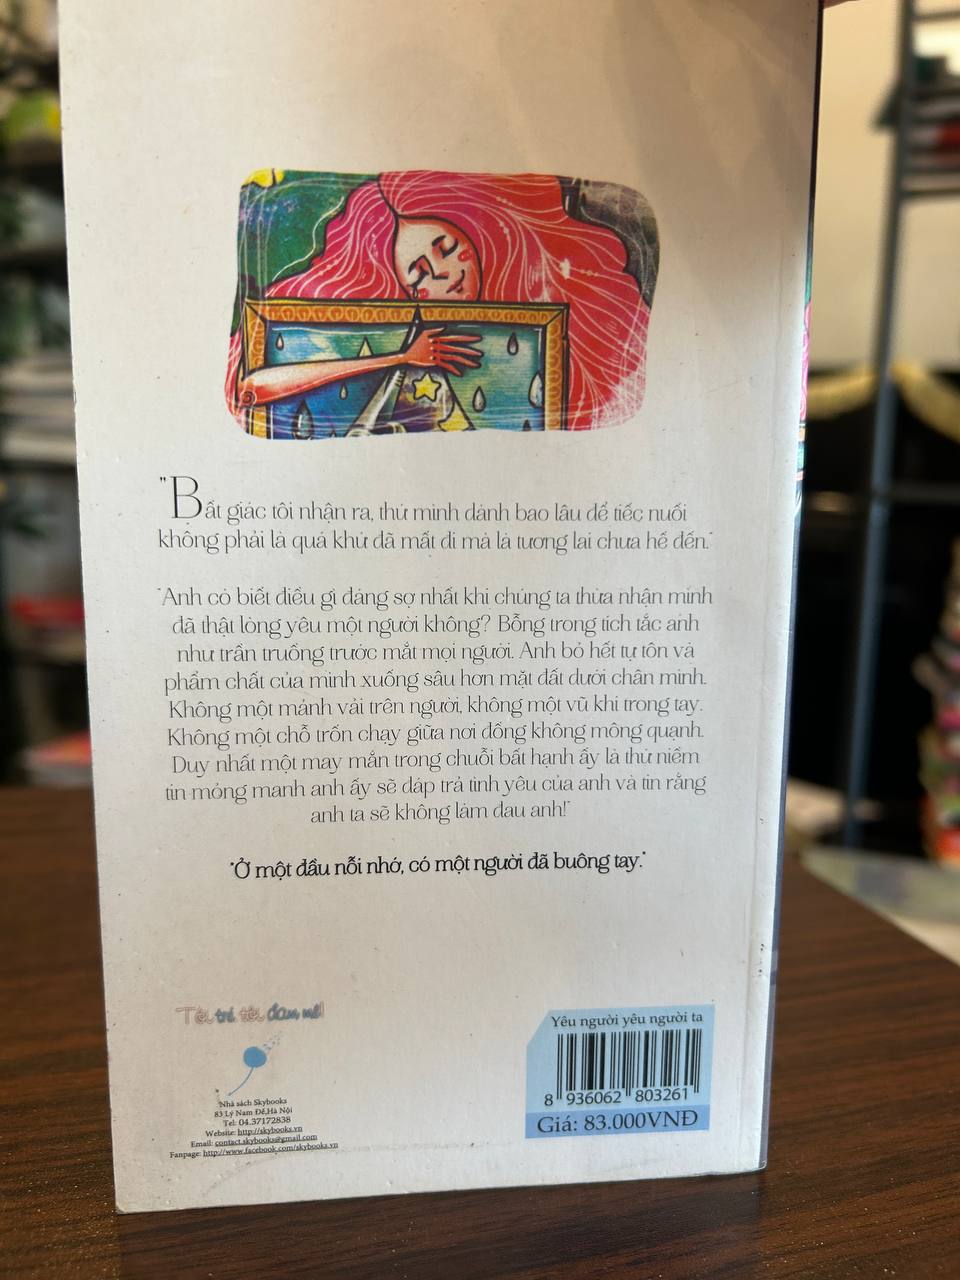 "Bất giác tôi nhận ra, thứ mình dành bao lâu để tiếc nuối
không phải là quá khứ đã mất đi mà là tương lai chưa hề đến."
"Anh có biết điều gì đáng sợ nhất khi chúng ta thừa nhận mình
đã thật lòng yêu một người không? Bỗng trong tích tắc anh
như trần truồng trước mắt mọi người. Anh bỏ hết tự tôn và
phẩm chất của mình xuống sâu hơn mặt đất dưới chân mình.
Không một mảnh vải trên người, không một vũ khí trong tay.
Không một chỗ trốn chạy giữa nơi đồng không mông quạnh.
Duy nhất một may mắn trong chuỗi bất hạnh ấy là thứ niềm
tin mỏng manh anh ấy sẽ đáp trả tình yêu của anh và tin rằng
anh ta sẽ không làm đau anh!"
"Ở một đầu nỗi nhớ, có một người đã buông tay."
Tôi trẻ tôi đam mê!
Nhà sách Skybooks
83 Lý Nam Đế,Hà Nội
Tel: 04.37172838
Website: http://skybooks.vn
Email: contact.skybooks@gmail.com
Fanpage: http://www.facebook.com/skybooks.vn
Yêu người yêu người ta
8 936062 803261
Giá: 83.000VNĐ